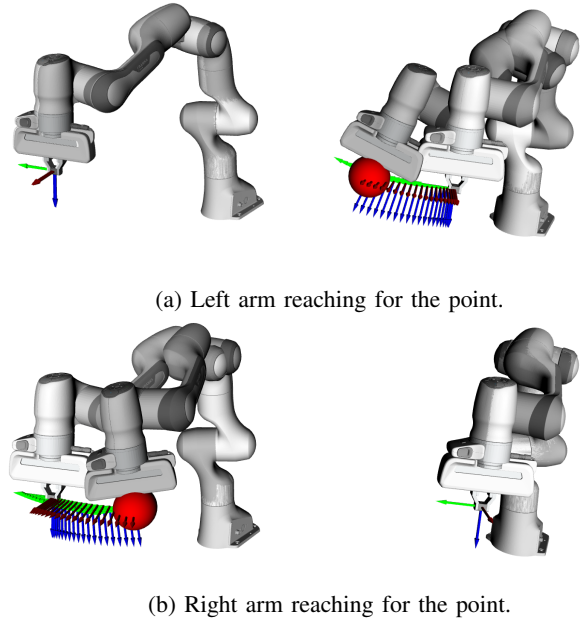 (a) Left arm reaching for the point.
(b) Right arm reaching for the point.